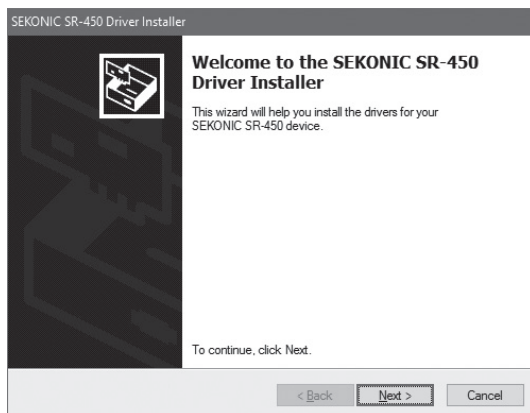 SEKONIC SR-450 Driver Installer
Welcome to the SEKONIC SR-450
Driver Installer
This wizard will help you install the drivers for your
SEKONIC SR-450 device.
To continue, click Next.
< Back
Next >
Cancel